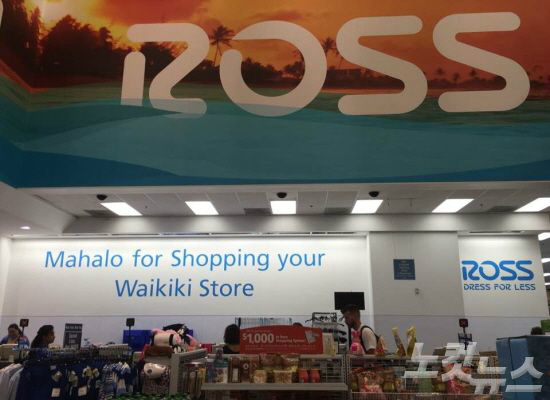 ROSS
Mahalo for Shopping your
Waikiki Store
ROSS
DRESS FOR LESS
$1,000
노컷뉴스